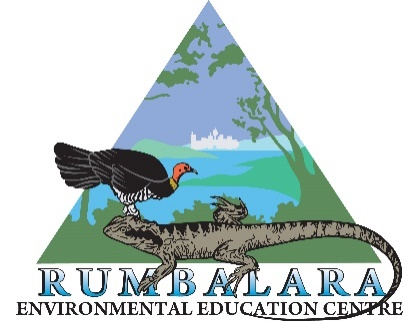 RUMBALARA
ENVIRONMENTAL EDUCATION CENTRE